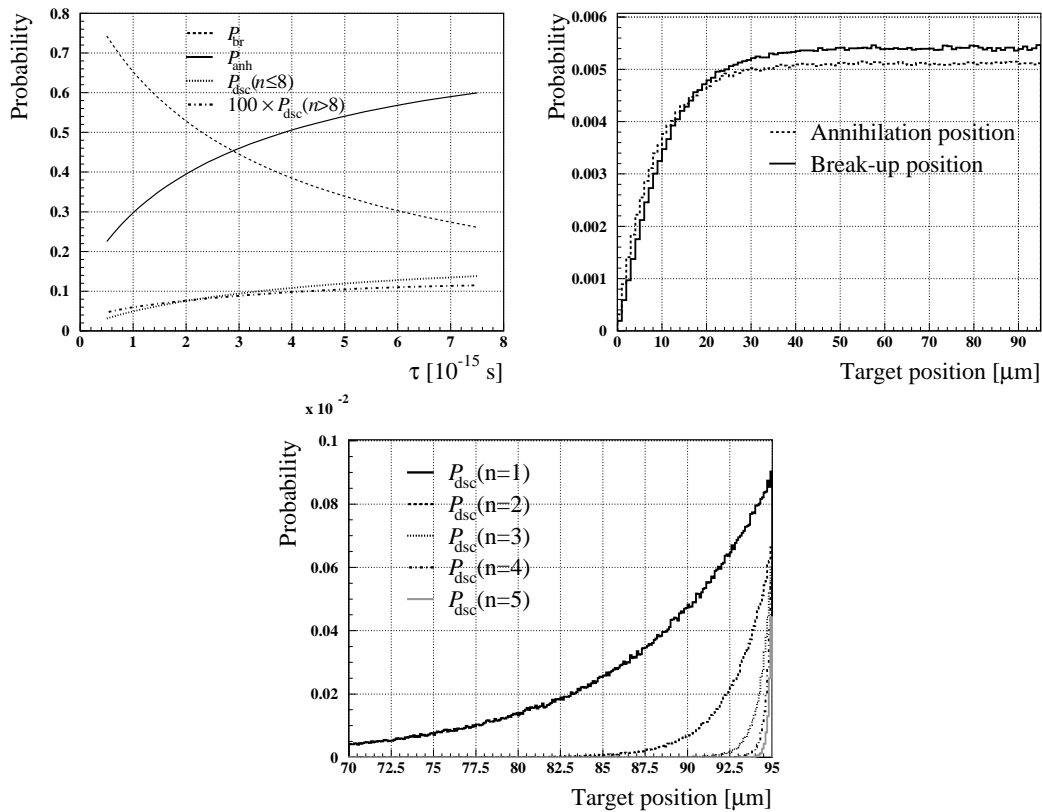 Probability
0.8
0.7
0.6
0.5
0.4
0.3
0.2
0.1
0
P_br
P_anh
P_dsc(n≤8)
100 × P_dsc(n>8)
0 1 2 3 4 5 6 7 8
τ [10^-15 s]
Probability
0.006
0.005
0.004
0.003
0.002
0.001
0
Annihilation position
Break-up position
0 10 20 30 40 50 60 70 80 90
Target position [μm]
x 10^-2
Probability
0.1
0.08
0.06
0.04
0.02
0
P_dsc(n=1)
P_dsc(n=2)
P_dsc(n=3)
P_dsc(n=4)
P_dsc(n=5)
70 72.5 75 77.5 80 82.5 85 87.5 90 92.5 95
Target position [μm]